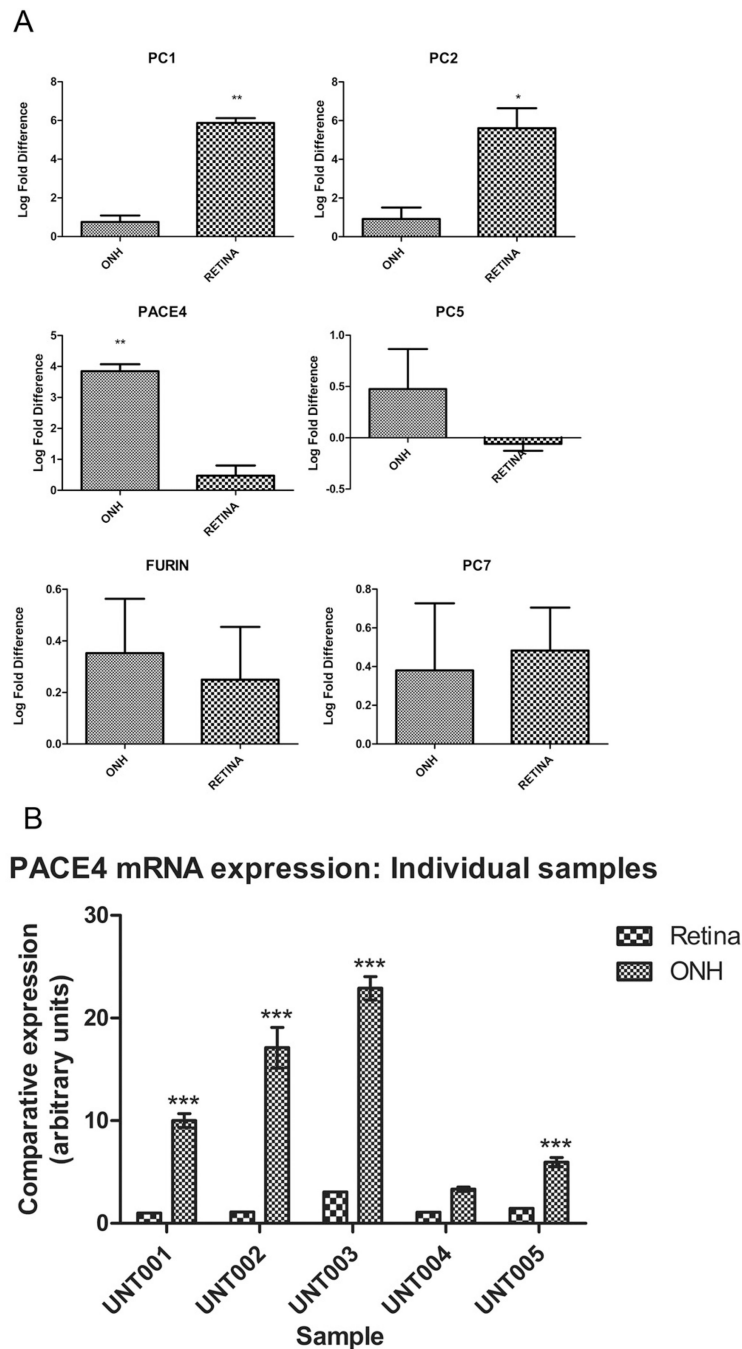 A
PC1
Log Fold Difference
8
6
4
2
0
**
ONH
RETINA
PC2
Log Fold Difference
8
6
4
2
0
*
ONH
RETINA
PACE4
Log Fold Difference
5
4
3
2
1
0
**
ONH
RETINA
PC5
Log Fold Difference
1.0
0.5
0.0
-0.5
ONH
RETINA
FURIN
Log Fold Difference
0.6
0.4
0.2
0.0
ONH
RETINA
PC7
Log Fold Difference
0.8
0.6
0.4
0.2
0.0
ONH
RETINA
B
PACE4 mRNA expression: Individual samples
Comparative expression
(arbitrary units)
30
20
10
0
***
***
***
***
Retina
ONH
UNT001
UNT002
UNT003
UNT004
UNT005
Sample